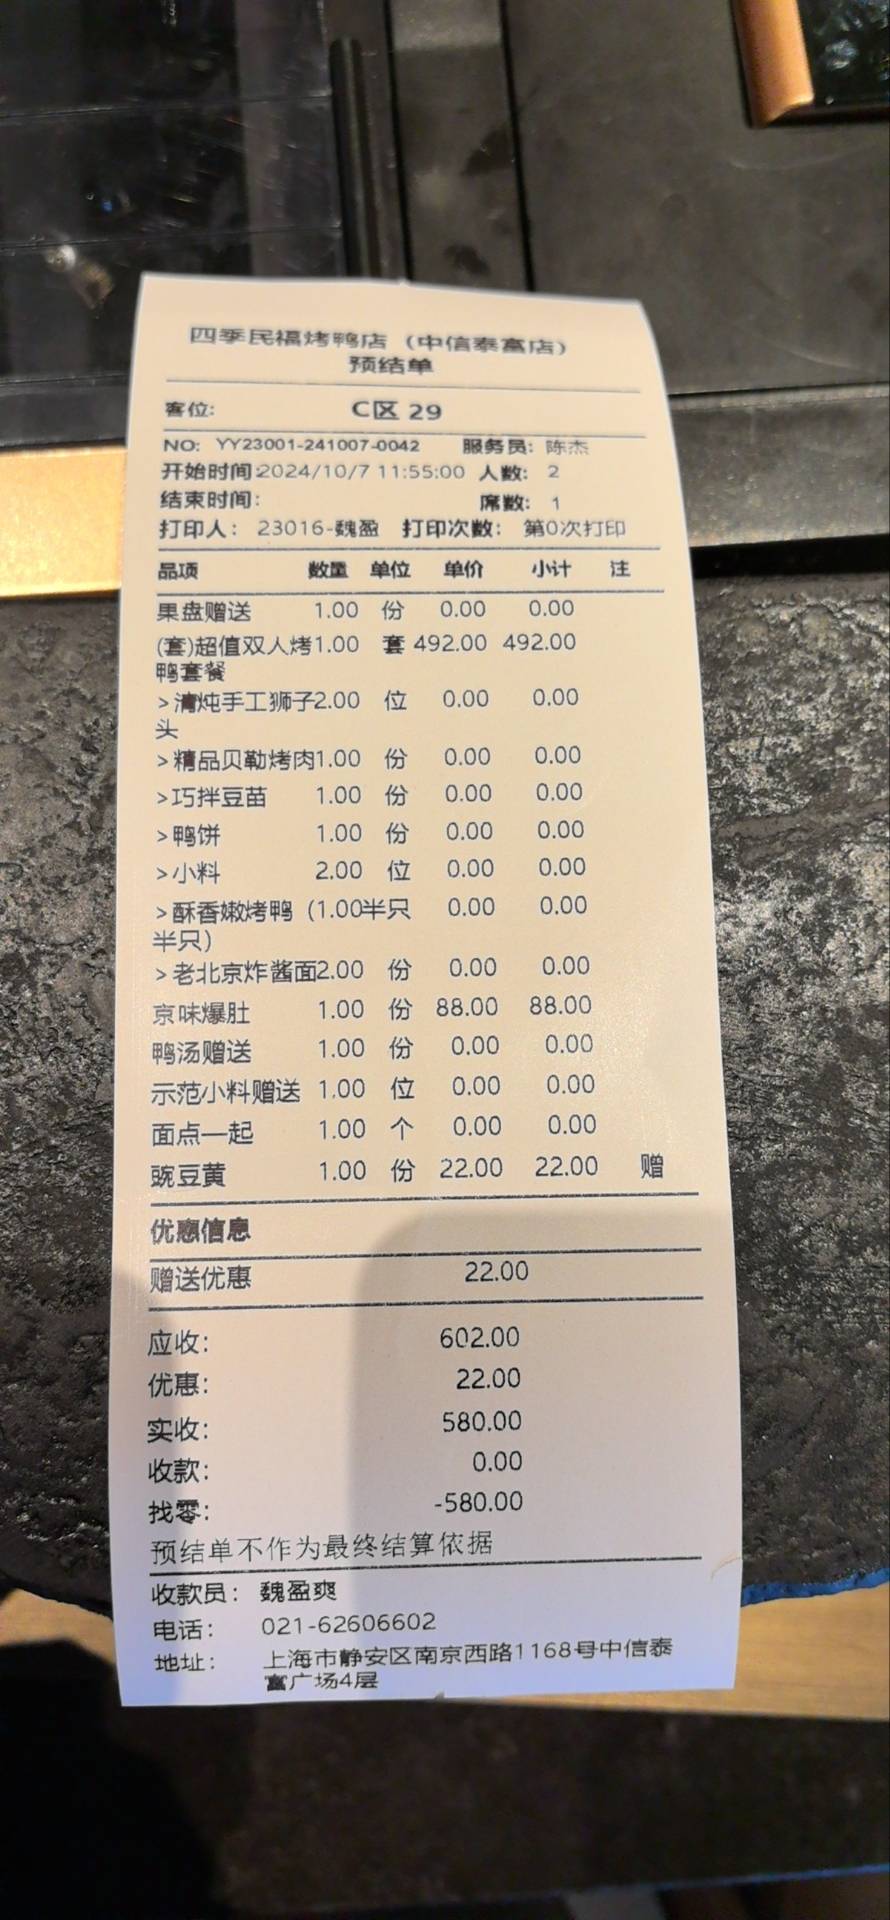 四季民福烤鸭店（中信泰富店）
预结单
客位： C区 29
NO: YY23001-241007-0042 服务员: 陈杰
开始时间:2024/10/7 11:55:00 人数: 2
结束时间: 席数: 1
打印人: 23016-魏盈 打印次数: 第0次打印
品项 数量 单位 单价 小计 注
果盘赠送 1.00 份 0.00 0.00
(套)超值双人烤1.00 套 492.00 492.00
鸭套餐
>清炖手工狮子2.00 位 0.00 0.00
头
>精品贝勒烤肉1.00 份 0.00 0.00
>巧拌豆苗 1.00 份 0.00 0.00
>鸭饼 1.00 份 0.00 0.00
>小料 2.00 位 0.00 0.00
>酥香嫩烤鸭（1.00半只 0.00 0.00
半只）
>老北京炸酱面2.00 份 0.00 0.00
京味爆肚 1.00 份 88.00 88.00
鸭汤赠送 1.00 份 0.00 0.00
示范小料赠送 1.00 位 0.00 0.00
面点一起 1.00 个 0.00 0.00
豌豆黄 1.00 份 22.00 22.00 赠
优惠信息
赠送优惠 22.00
应收: 602.00
优惠: 22.00
实收: 580.00
收款: 0.00
找零: -580.00
预结单不作为最终结算依据
收款员: 魏盈爽
电话: 021-62606602
地址: 上海市静安区南京西路1168号中信泰
富广场4层